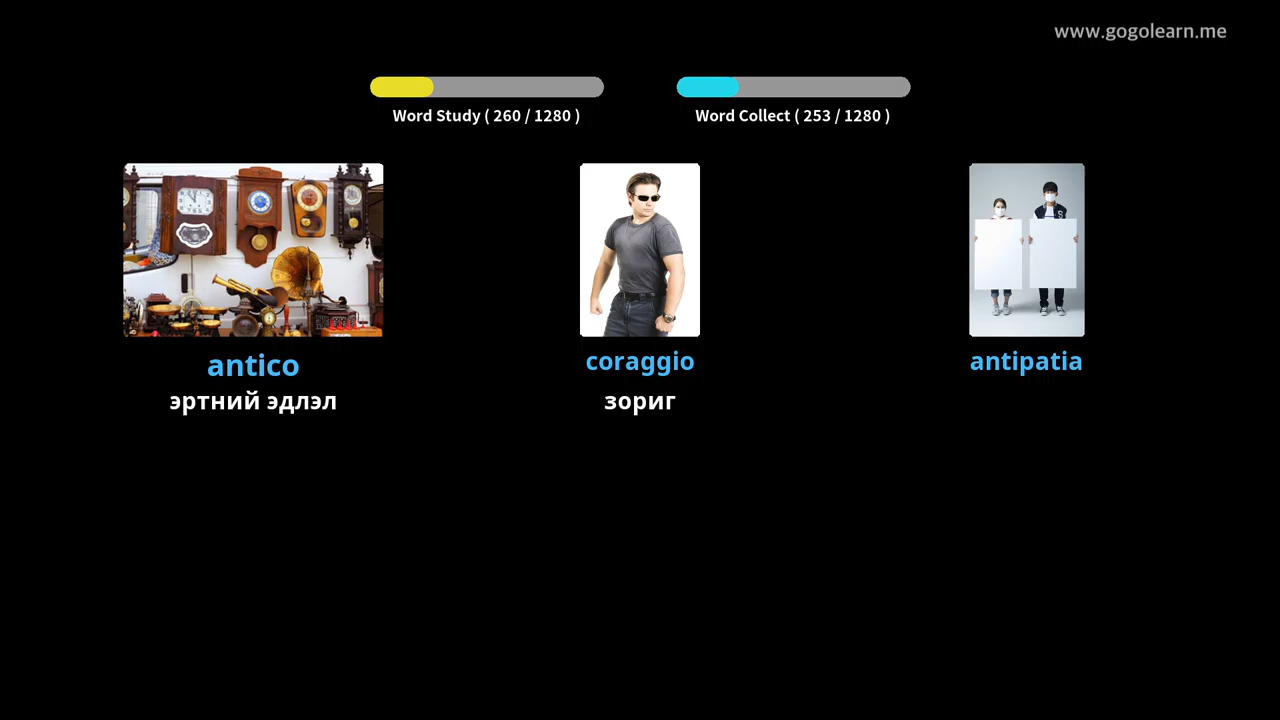 www.gogolearn.me
Word Study ( 260 / 1280 )
Word Collect ( 253 / 1280 )
antico
эртний эдлэл
coraggio
зориг
antipatia